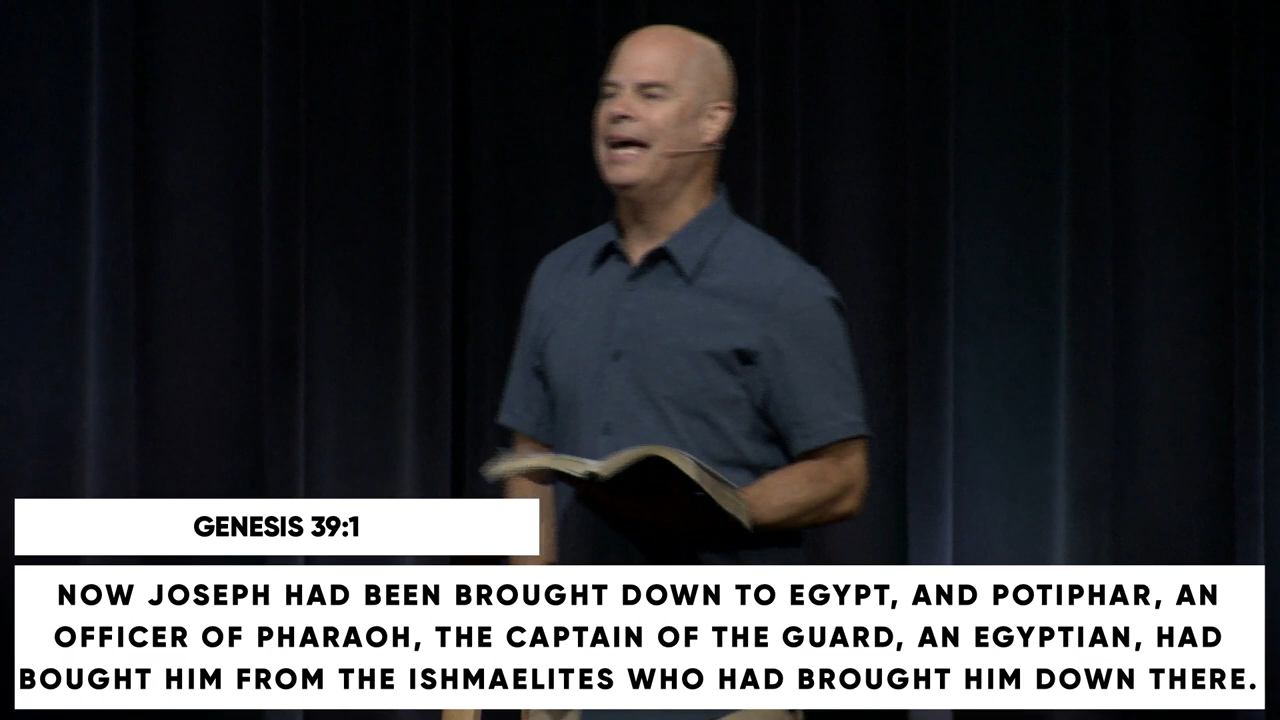 GENESIS 39:1
NOW JOSEPH HAD BEEN BROUGHT DOWN TO EGYPT, AND POTIPHAR, AN
OFFICER OF PHARAOH, THE CAPTAIN OF THE GUARD, AN EGYPTIAN, HAD
BOUGHT HIM FROM THE ISHMAELITES WHO HAD BROUGHT HIM DOWN THERE.